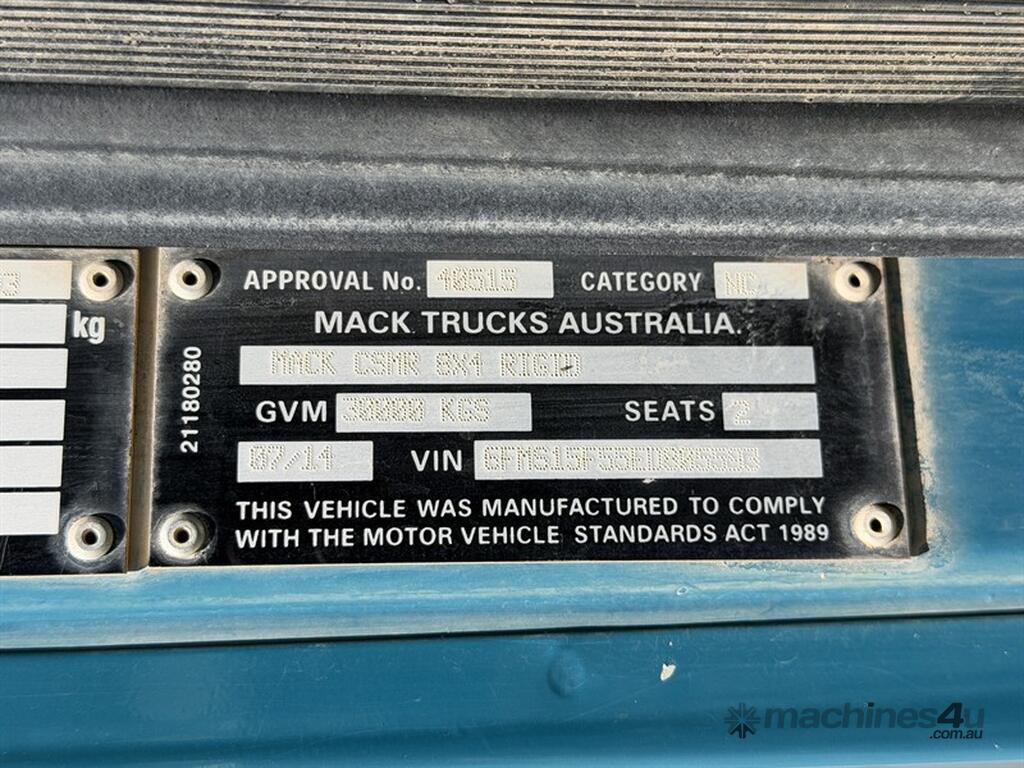 3
kg
APPROVAL No. 40515 CATEGORY NC
MACK TRUCKS AUSTRALIA.
MACK CSMR 8X4 RIGID
GVM 30000 KGS SEATS 2
07/14 VIN
THIS VEHICLE WAS MANUFACTURED TO COMPLY
WITH THE MOTOR VEHICLE STANDARDS ACT 1989
21180280
machines4u
.com.au